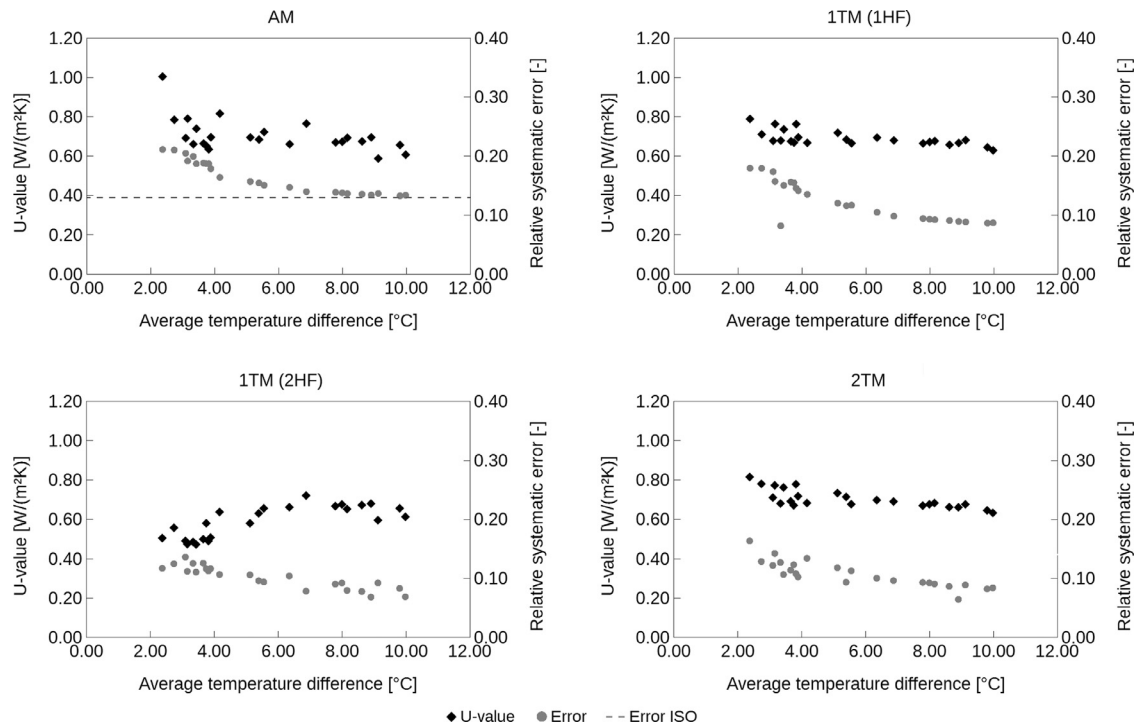 AM
1.20
1.00
0.80
0.60
0.40
0.20
0.00
U-value [W/(m²K)]
0.40
0.30
0.20
0.10
0.00
Relative systematic error [-]
0.00 2.00 4.00 6.00 8.00 10.00 12.00
Average temperature difference [°C]
1TM (1HF)
1.20
1.00
0.80
0.60
0.40
0.20
0.00
U-value [W/(m²K)]
0.40
0.30
0.20
0.10
0.00
Relative systematic error [-]
0.00 2.00 4.00 6.00 8.00 10.00 12.00
Average temperature difference [°C]
1TM (2HF)
1.20
1.00
0.80
0.60
0.40
0.20
0.00
U-value [W/(m²K)]
0.40
0.30
0.20
0.10
0.00
Relative systematic error [-]
0.00 2.00 4.00 6.00 8.00 10.00 12.00
Average temperature difference [°C]
2TM
1.20
1.00
0.80
0.60
0.40
0.20
0.00
U-value [W/(m²K)]
0.40
0.30
0.20
0.10
0.00
Relative systematic error [-]
0.00 2.00 4.00 6.00 8.00 10.00 12.00
Average temperature difference [°C]
U-value Error Error ISO